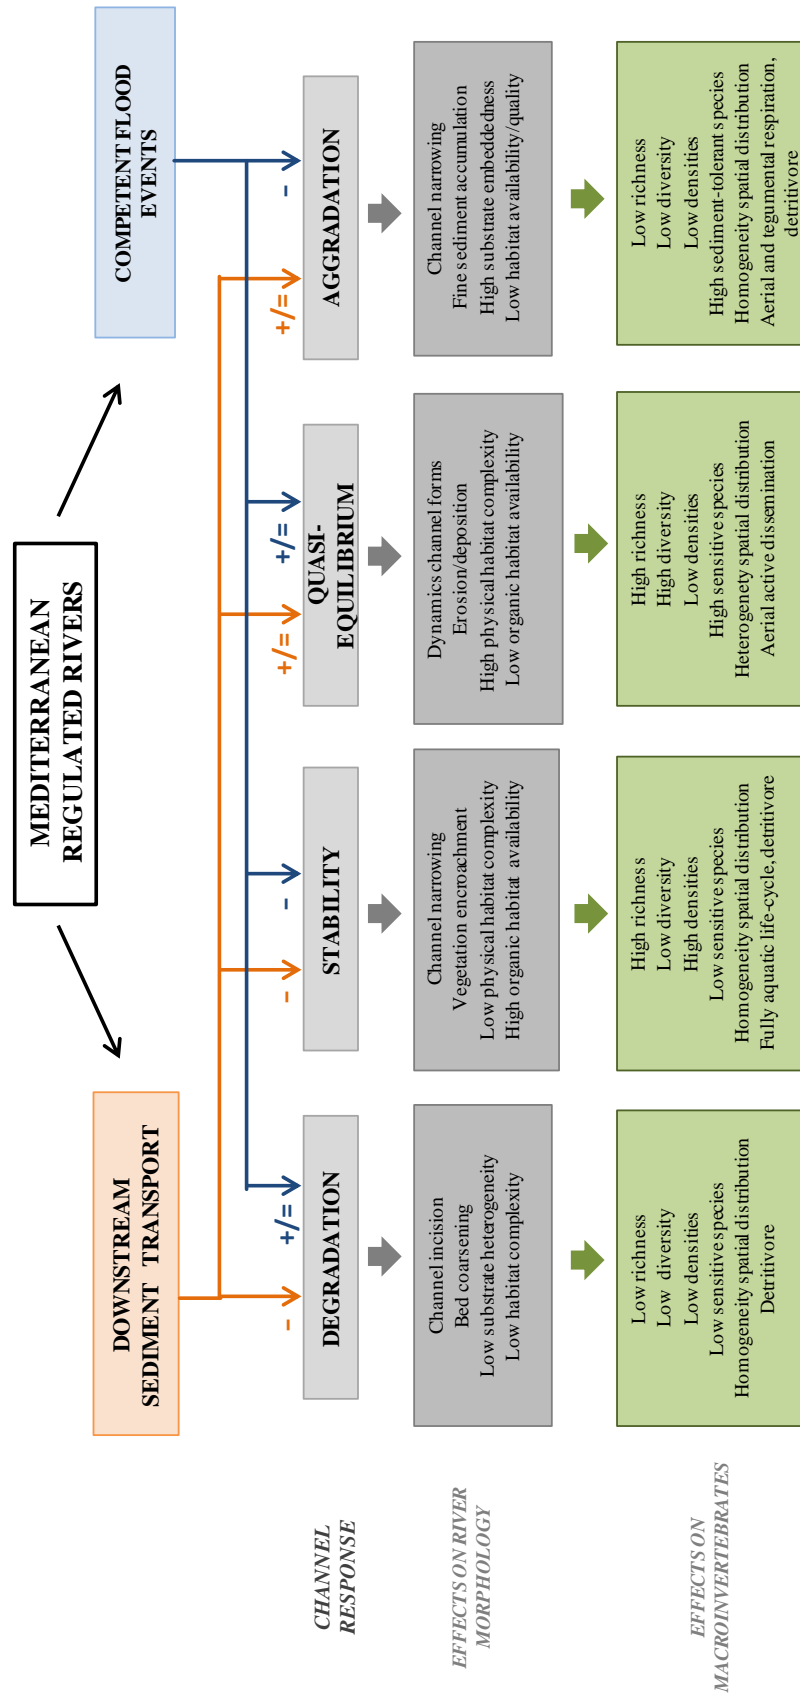 MEDITERRANEAN
REGULATED RIVERS
DOWNSTREAM
SEDIMENT TRANSPORT
COMPETENT FLOOD
EVENTS
CHANNEL
RESPONSE
-
+/=
DEGRADATION
-
-
STABILITY
+/=
+/=
QUASI-
EQUILIBRIUM
+/=
-
AGGRADATION
EFFECTS ON RIVER
MORPHOLOGY
Channel incision
Bed coarsening
Low substrate heterogeneity
Low habitat complexity
Channel narrowing
Vegetation encroachment
Low physical habitat complexity
High organic habitat availability
Dynamics channel forms
Erosion/deposition
High physical habitat complexity
Low organic habitat availability
Channel narrowing
Fine sediment accumulation
High substrate embeddedness
Low habitat availability/quality
EFFECTS ON
MACROINVERTEBRATES
Low richness
Low diversity
Low densities
Low sensitive species
Homogeneity spatial distribution
Detritivore
High richness
Low diversity
High densities
Low sensitive species
Homogeneity spatial distribution
Fully aquatic life-cycle, detritivore
High richness
High diversity
Low densities
High sensitive species
Heterogenety spatial distribution
Aerial active dissemination
Low richness
Low diversity
Low densities
High sediment-tolerant species
Homogeneity spatial distribution
Aerial and tegumental respiration,
detritivore